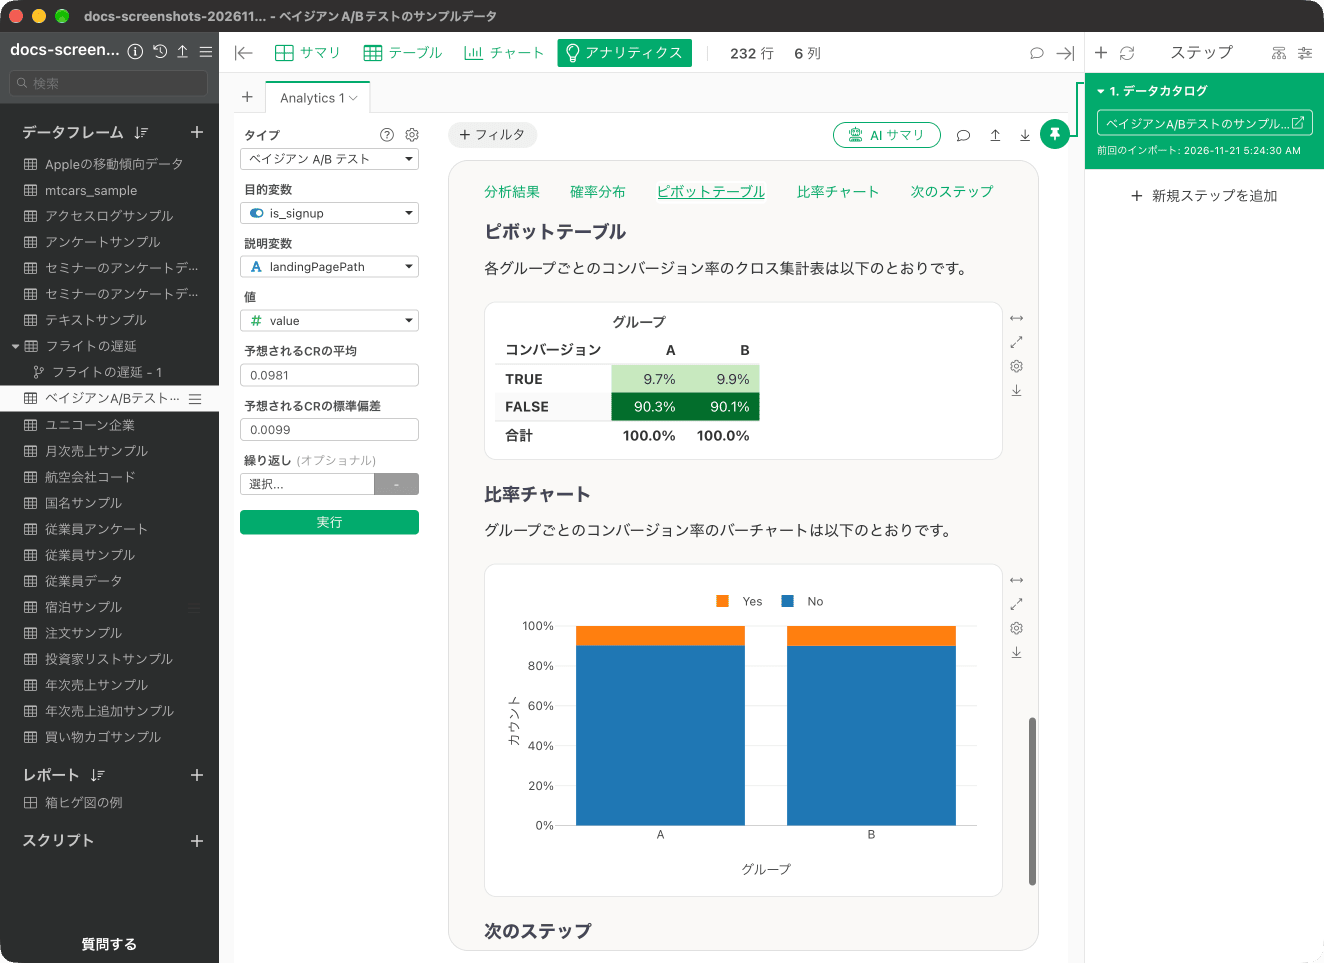 docs-screenshots-202611... - ベイジアンA/Bテストのサンプルデータ
docs-screen...
検索
データフレーム
Appleの移動傾向データ
mtcars_sample
アクセスログサンプル
アンケートサンプル
セミナーのアンケートデ...
セミナーのアンケートデ...
テキストサンプル
フライトの遅延
フライトの遅延 - 1
ベイジアンA/Bテスト...
ユニコーン企業
月次売上サンプル
航空会社コード
国名サンプル
従業員アンケート
従業員サンプル
従業員データ
宿泊サンプル
注文サンプル
投資家リストサンプル
年次売上サンプル
年次売上追加サンプル
買い物カゴサンプル
レポート
箱ヒゲ図の例
スクリプト
質問する
サマリ
テーブル
チャート
アナリティクス
232 行
6 列
Analytics 1
タイプ
ベイジアン A/B テスト
目的変数
is_signup
説明変数
landingPagePath
値
value
予想されるCRの平均
0.0981
予想されるCRの標準偏差
0.0099
繰り返し (オプショナル)
選択...
-
実行
+ フィルタ
AI サマリ
分析結果
確率分布
ピボットテーブル
比率チャート
次のステップ
ピボットテーブル
各グループごとのコンバージョン率のクロス集計表は以下のとおりです。
グループ
コンバージョン A B
TRUE 9.7% 9.9%
FALSE 90.3% 90.1%
合計 100.0% 100.0%
比率チャート
グループごとのコンバージョン率のバーチャートは以下のとおりです。
Yes No
100%
80%
60%
40%
20%
0%
カウント
A B
グループ
次のステップ
ステップ
1. データカタログ
ベイジアンA/Bテストのサンプル...
前回のインポート: 2026-11-21 5:24:30 AM
+ 新規ステップを追加